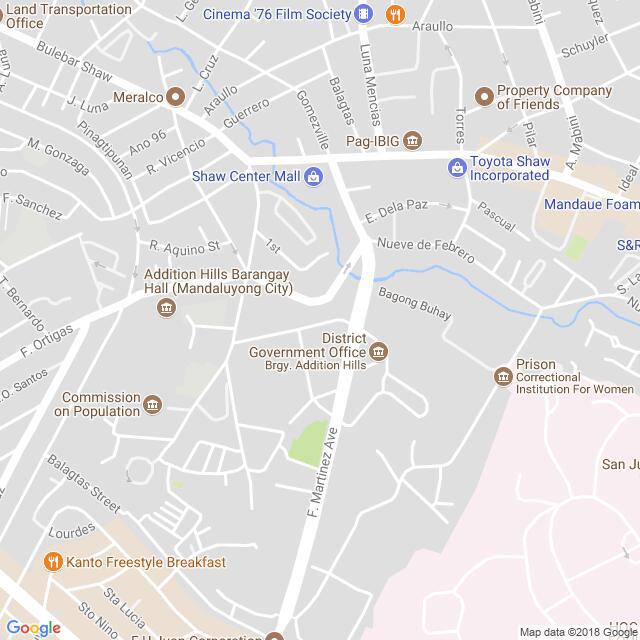 Land Transportation
Office
Cinema '76 Film Society
Araullo
Schuyler
Bulebar Shaw
L. Cruz
Luna Mencias
Balagtas
Gomezville
Meralco
Araullo
J. Luna
Guerrero
Property Company
of Friends
Torres
Pilar
A. Mabini
Ano 96
Pinagtipunan
R. Vicencio
M. Gonzaga
Pag-IBIG
Toyota Shaw
Incorporated
Shaw Center Mall
Ideal
Mandaue Foam
F. Sanchez
E. Dela Paz
Pascual
R. Aquino St
1st
Nueve de Febrero
S&R
Addition Hills Barangay
Hall (Mandaluyong City)
T. Bernardo
Bagong Buhay
F. Ortigas
District
Government Office
Brgy. Addition Hills
Prison
Correctional
Institution For Women
O. Santos
Commission
on Population
F. Martinez Ave
San Ju
Balagtas Street
Lourdes
Kanto Freestyle Breakfast
Sta Lucia
Sto Nino
Google
Map data ©2018 Google